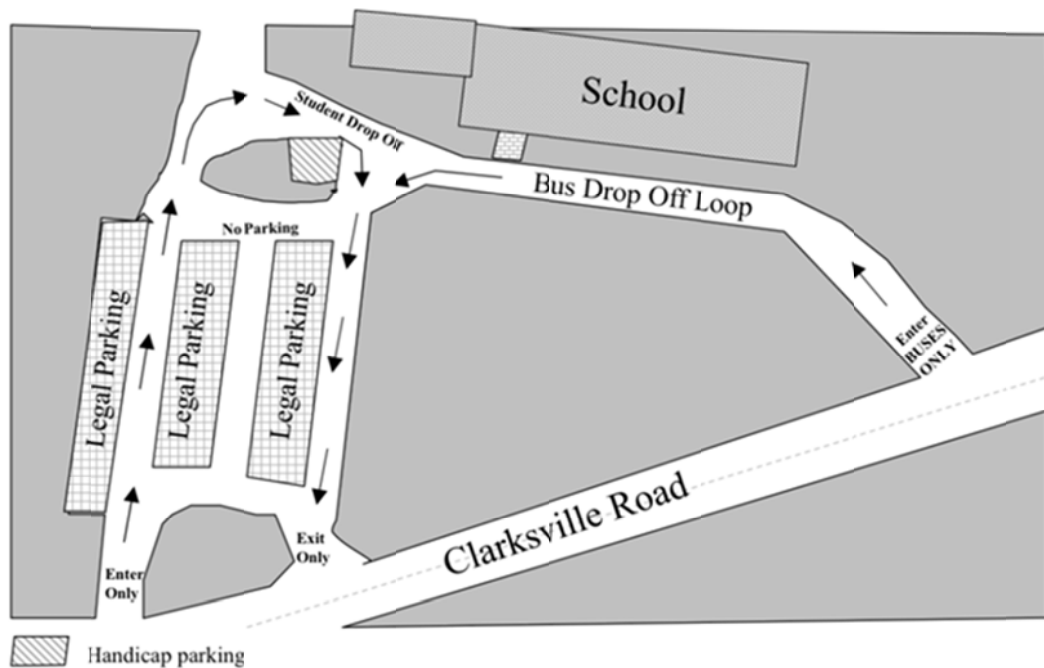 School
Student Drop Off
Bus Drop Off Loop
No Parking
Legal Parking
Legal Parking
Legal Parking
Enter
BUSES
ONLY
Clarksville Road
Exit
Only
Enter
Only
Handicap parking